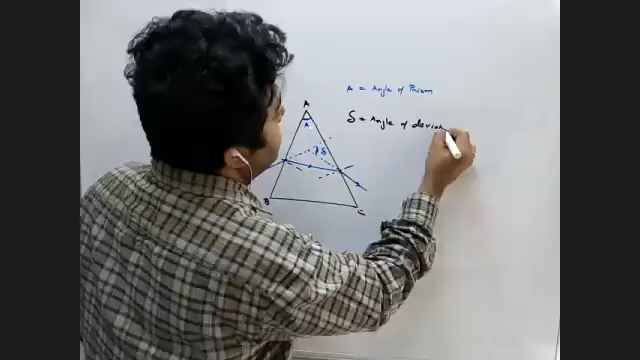 A = Angle of Prism
δ = Angle of deviat
A
A
δ
B
C